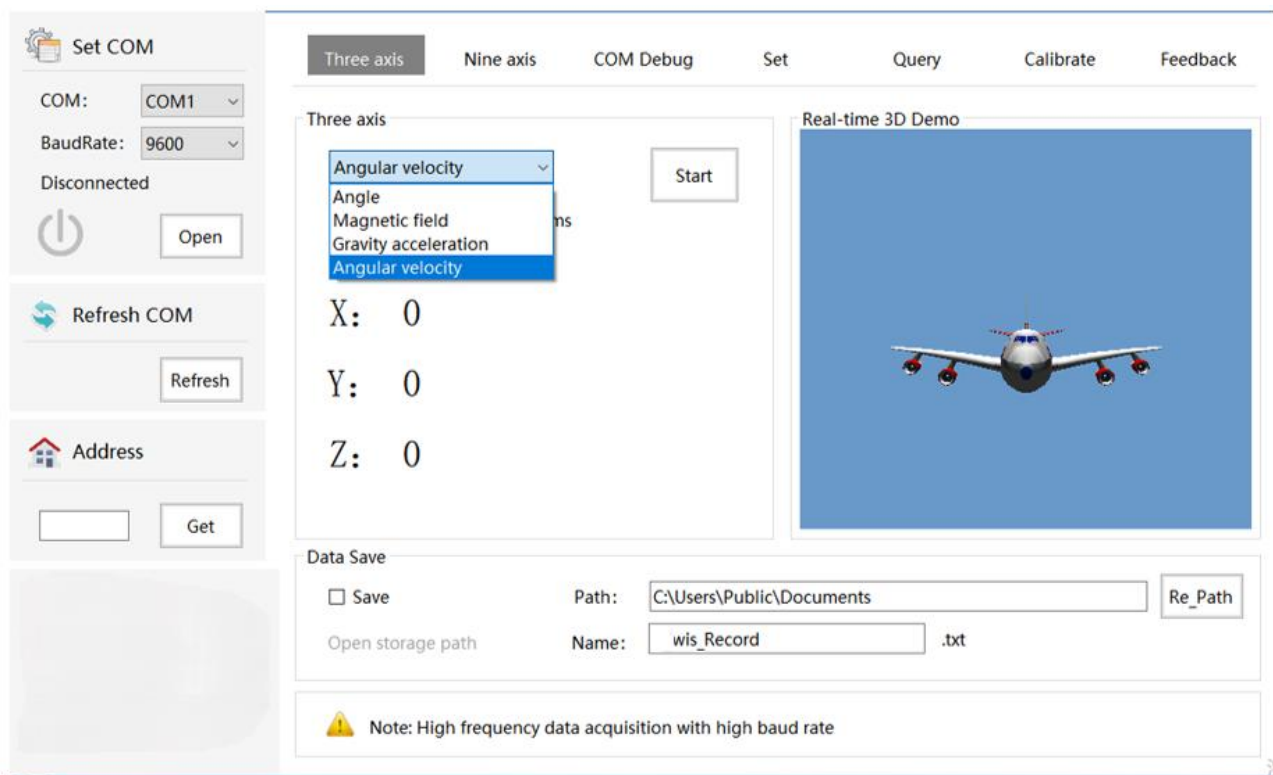 Set COM
COM: COM1
BaudRate: 9600
Disconnected
Open
Refresh COM
Refresh
Address
Get
Three axis Nine axis COM Debug Set Query Calibrate Feedback
Three axis
Angular velocity
Start
Angle
Magnetic field
ms
Gravity acceleration
Angular velocity
X: 0
Y: 0
Z: 0
Real-time 3D Demo
Data Save
Save Path: C:\Users\Public\Documents Re_Path
Open storage path Name: wis_Record .txt
Note: High frequency data acquisition with high baud rate